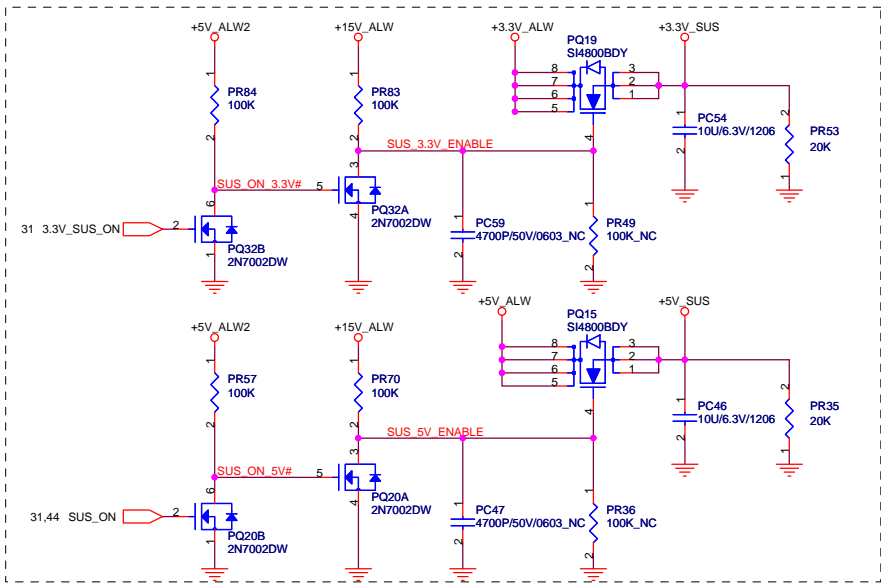 +5V_ALW2
+15V_ALW
+3.3V_ALW
+3.3V_SUS
PQ19
SI4800BDY
1
PR84
100K
2
1
PR83
100K
2
8
7
6
5
3
2
1
4
1
PC54
10U/6.3V/1206
2
2
PR53
20K
1
SUS_3.3V_ENABLE
SUS_ON_3.3V#
5
3
4
PQ32A
2N7002DW
31 3.3V_SUS_ON
2
6
1
PQ32B
2N7002DW
1
PC59
4700P/50V/0603_NC
2
1
PR49
100K_NC
2
+5V_ALW2
+15V_ALW
+5V_ALW
+5V_SUS
PQ15
SI4800BDY
1
PR57
100K
2
1
PR70
100K
2
8
7
6
5
3
2
1
4
1
PC46
10U/6.3V/1206
2
2
PR35
20K
1
SUS_5V_ENABLE
SUS_ON_5V#
5
3
4
PQ20A
2N7002DW
31,44 SUS_ON
2
6
1
PQ20B
2N7002DW
1
PC47
4700P/50V/0603_NC
2
1
PR36
100K_NC
2